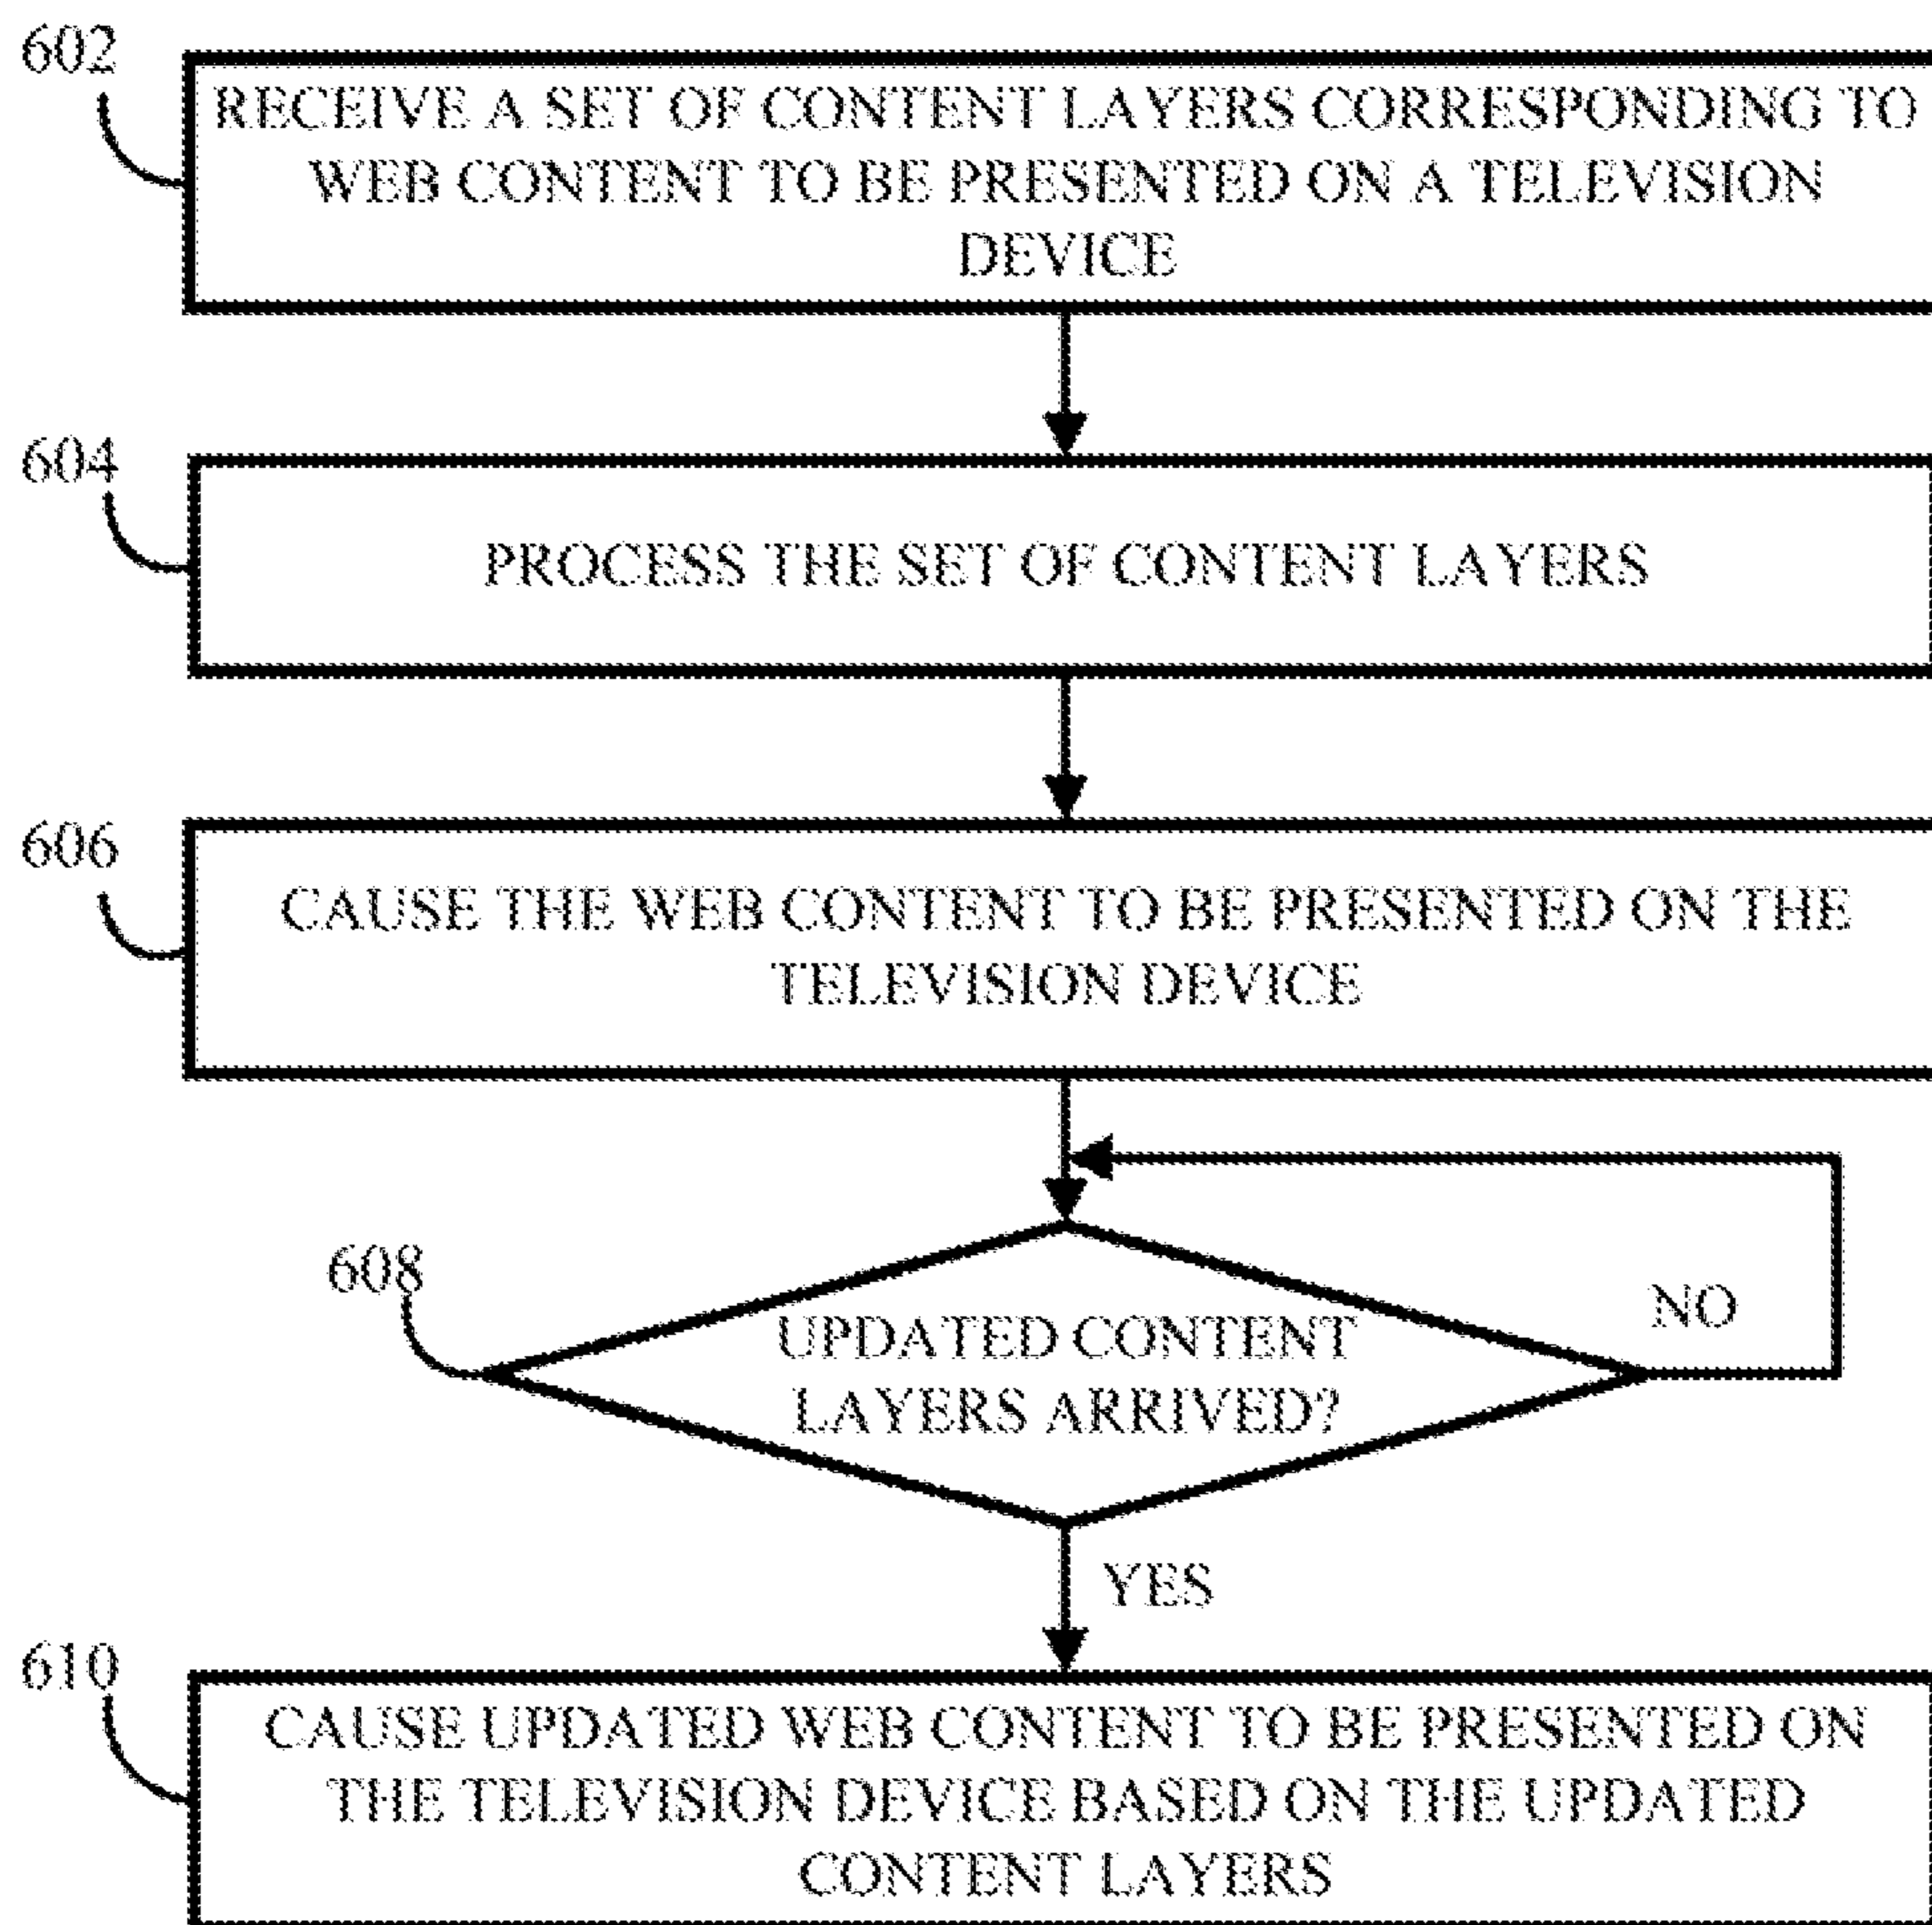 602
RECEIVE A SET OF CONTENT LAYERS CORRESPONDING TO
WEB CONTENT TO BE PRESENTED ON A TELEVISION
DEVICE
604
PROCESS THE SET OF CONTENT LAYERS
606
CAUSE THE WEB CONTENT TO BE PRESENTED ON THE
TELEVISION DEVICE
608
UPDATED CONTENT
LAYERS ARRIVED?
NO
YES
610
CAUSE UPDATED WEB CONTENT TO BE PRESENTED ON
THE TELEVISION DEVICE BASED ON THE UPDATED
CONTENT LAYERS